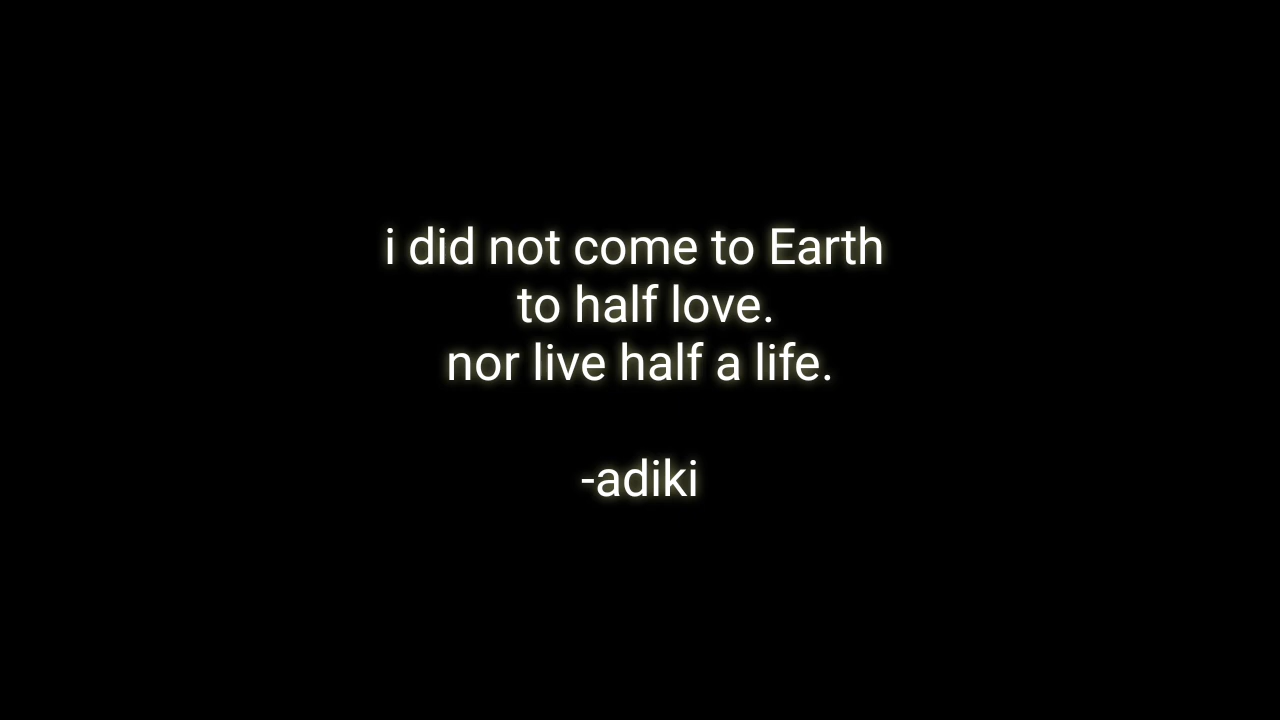 i did not come to Earth
to half love.
nor live half a life.
-adiki